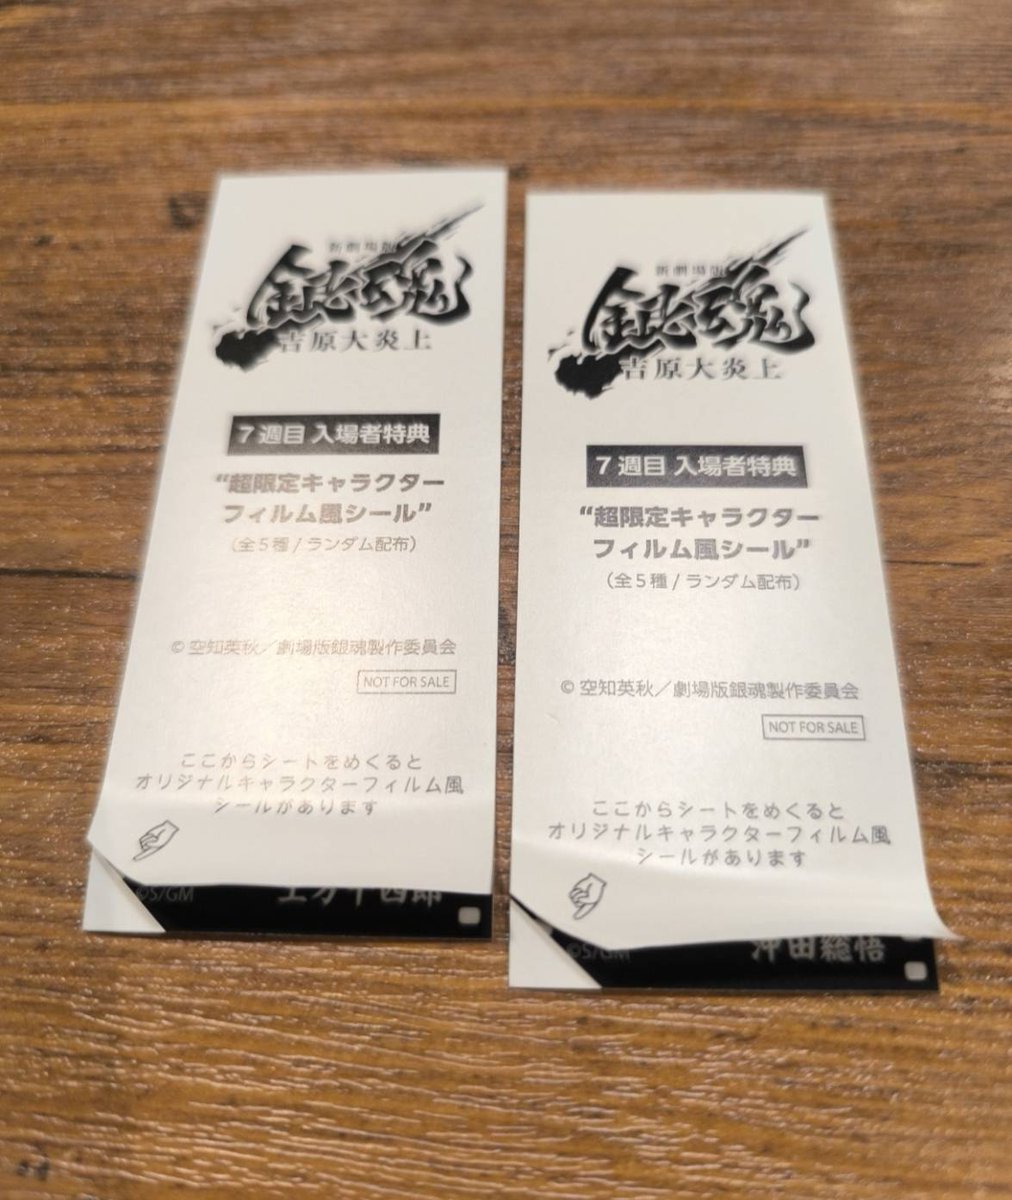 新劇場版
銀魂
吉原大炎上
7週目 入場者特典
“超限定キャラクター
フィルム風シール”
（全5種/ランダム配布）
© 空知英秋／劇場版銀魂製作委員会
NOT FOR SALE
ここからシートをめくると
オリジナルキャラクターフィルム風
シールがあります
©S/GM
土方十四郎
新劇場版
銀魂
吉原大炎上
7週目 入場者特典
“超限定キャラクター
フィルム風シール”
（全5種/ランダム配布）
© 空知英秋／劇場版銀魂製作委員会
NOT FOR SALE
ここからシートをめくると
オリジナルキャラクターフィルム風
シールがあります
©S/GM
沖田総悟